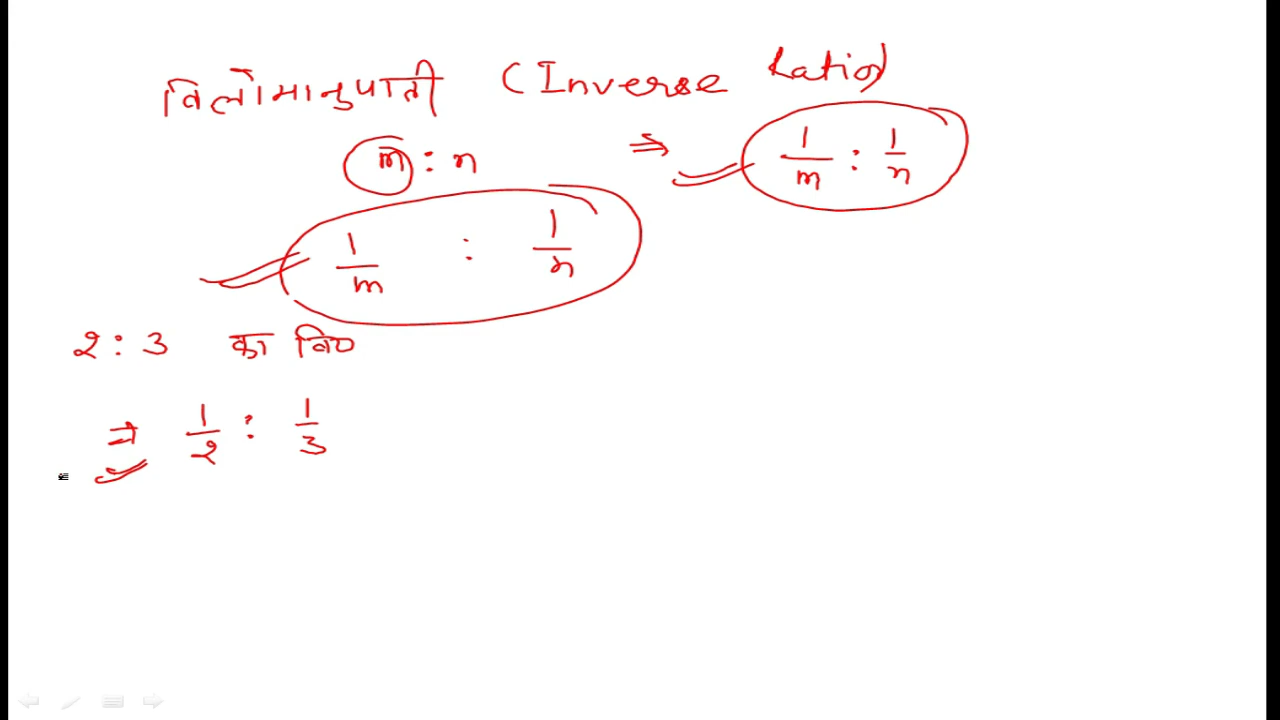 विलोमानुपाती (Inverse Ratio)
m : n ⇒ 1/m : 1/n
1/m : 1/n
2 : 3 का वि०
⇒ 1/2 : 1/3